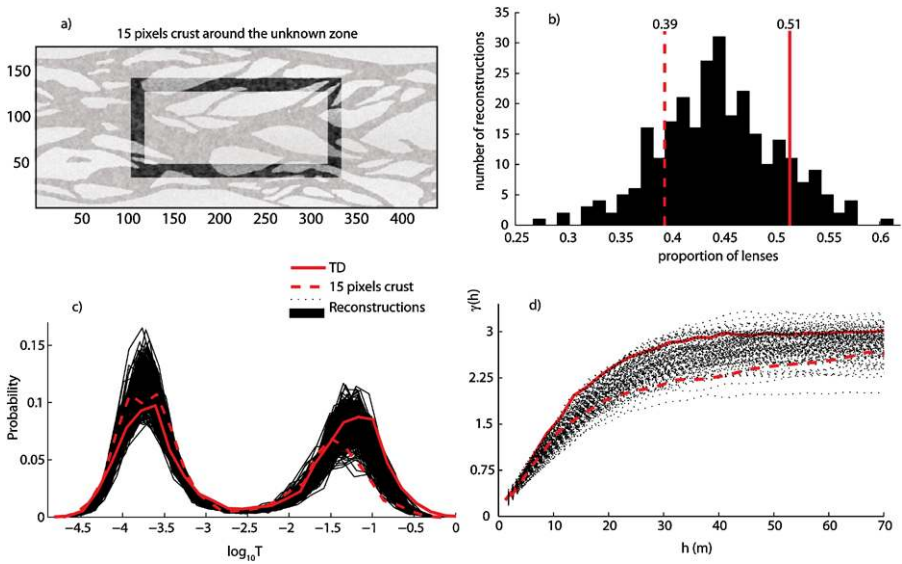 a)
15 pixels crust around the unknown zone
150
100
50
50 100 150 200 250 300 350 400
b)
0.39 0.51
35
30
25
20
15
10
5
0
number of reconstructions
0.25 0.3 0.35 0.4 0.45 0.5 0.55 0.6
proportion of lenses
TD
15 pixels crust
Reconstructions
c)
0.15
0.1
0.05
0
Probability
−4.5 −4 −3.5 −3 −2.5 −2 −1.5 −1 −0.5 0
log₁₀T
d)
γ(h)
3
2.25
1.5
0.75
0
0 10 20 30 40 50 60 70
h (m)